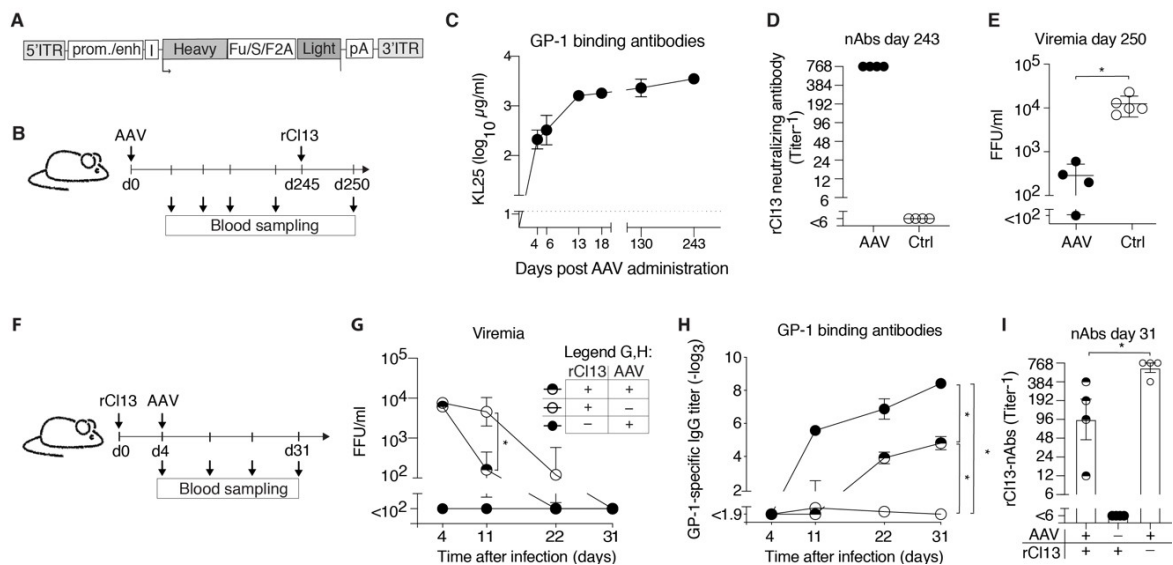 A
5'ITR prom./enh I Heavy Fu/S/F2A Light pA 3'ITR
B
AAV rCl13
d0 d245 d250
Blood sampling
C
GP-1 binding antibodies
KL25 (log10 µg/ml)
3
2
1
4 6 13 18 130 243
Days post AAV administration
D
nAbs day 243
rCl13 neutralizing antibody
(Titer-1)
768
384
192
96
48
24
12
6
<6
AAV Ctrl
E
Viremia day 250
*
FFU/ml
10^5
10^4
10^3
10^2
<10^2
AAV Ctrl
F
rCl13 AAV
d0 d4 d31
Blood sampling
G
Viremia
Legend G,H:
rCl13 AAV
+ +
+ −
− +
FFU/ml
10^5
10^4
10^3
10^2
<10^2
*
4 11 22 31
Time after infection (days)
H
GP-1 binding antibodies
GP-1-specific IgG titer (-log3)
10
8
6
4
2
<1.9
* * *
4 11 22 31
Time after infection (days)
I
nAbs day 31
*
rCl13-nAbs (Titer-1)
768
384
192
96
48
24
12
6
<6
AAV + − +
rCl13 + + −